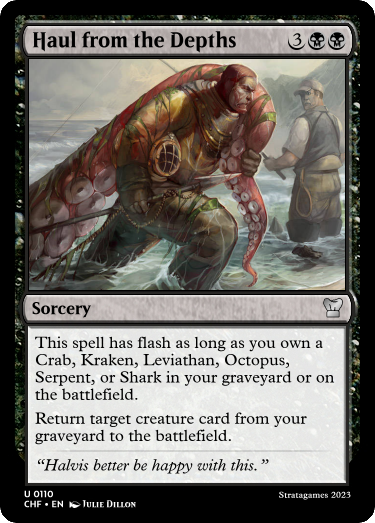 Haul from the Depths 3
Sorcery
This spell has flash as long as you own a
Crab, Kraken, Leviathan, Octopus,
Serpent, or Shark in your graveyard or on
the battlefield.
Return target creature card from your
graveyard to the battlefield.
“Halvis better be happy with this.”
U 0110
Stratagames 2023
CHF • EN Julie Dillon